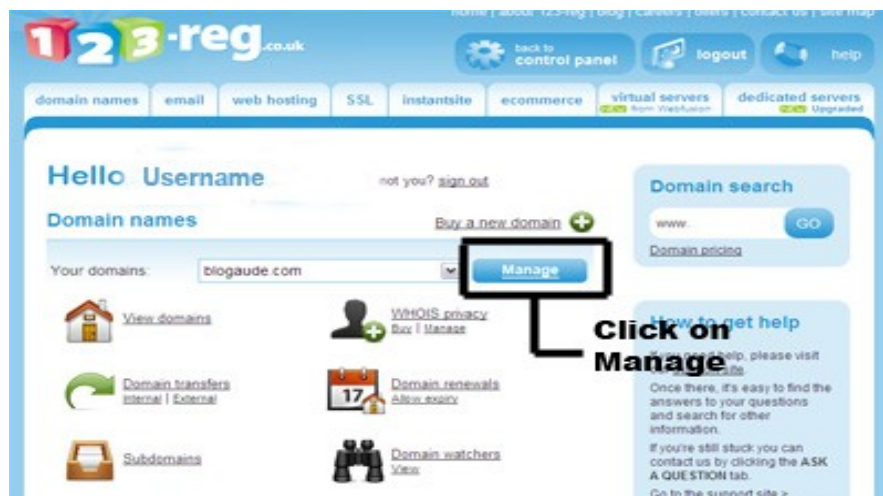 home | about 123-reg | blog | careers | offers | contact us | site map
123-reg.co.uk
back to
control panel
logout
help
domain names
email
web hosting
SSL
instantsite
ecommerce
virtual servers
from Webfusion
dedicated servers
Upgraded
Hello Username
not you? sign out
Domain names
Buy a new domain
Your domains:
blogaude.com
Manage
View domains
WHOIS privacy
Buy | Manage
Domain transfers
Internal | External
17
Domain renewals
Allow expiry
Subdomains
Domain watchers
View
Click on
Manage
Domain search
www.
GO
Domain pricing
How to get help
If you need help, please visit
our support site.
Once there, it's easy to find the
answers to your questions
and search for other
information.
If you're still stuck you can
contact us by clicking the ASK
A QUESTION tab.
Go to the support site >